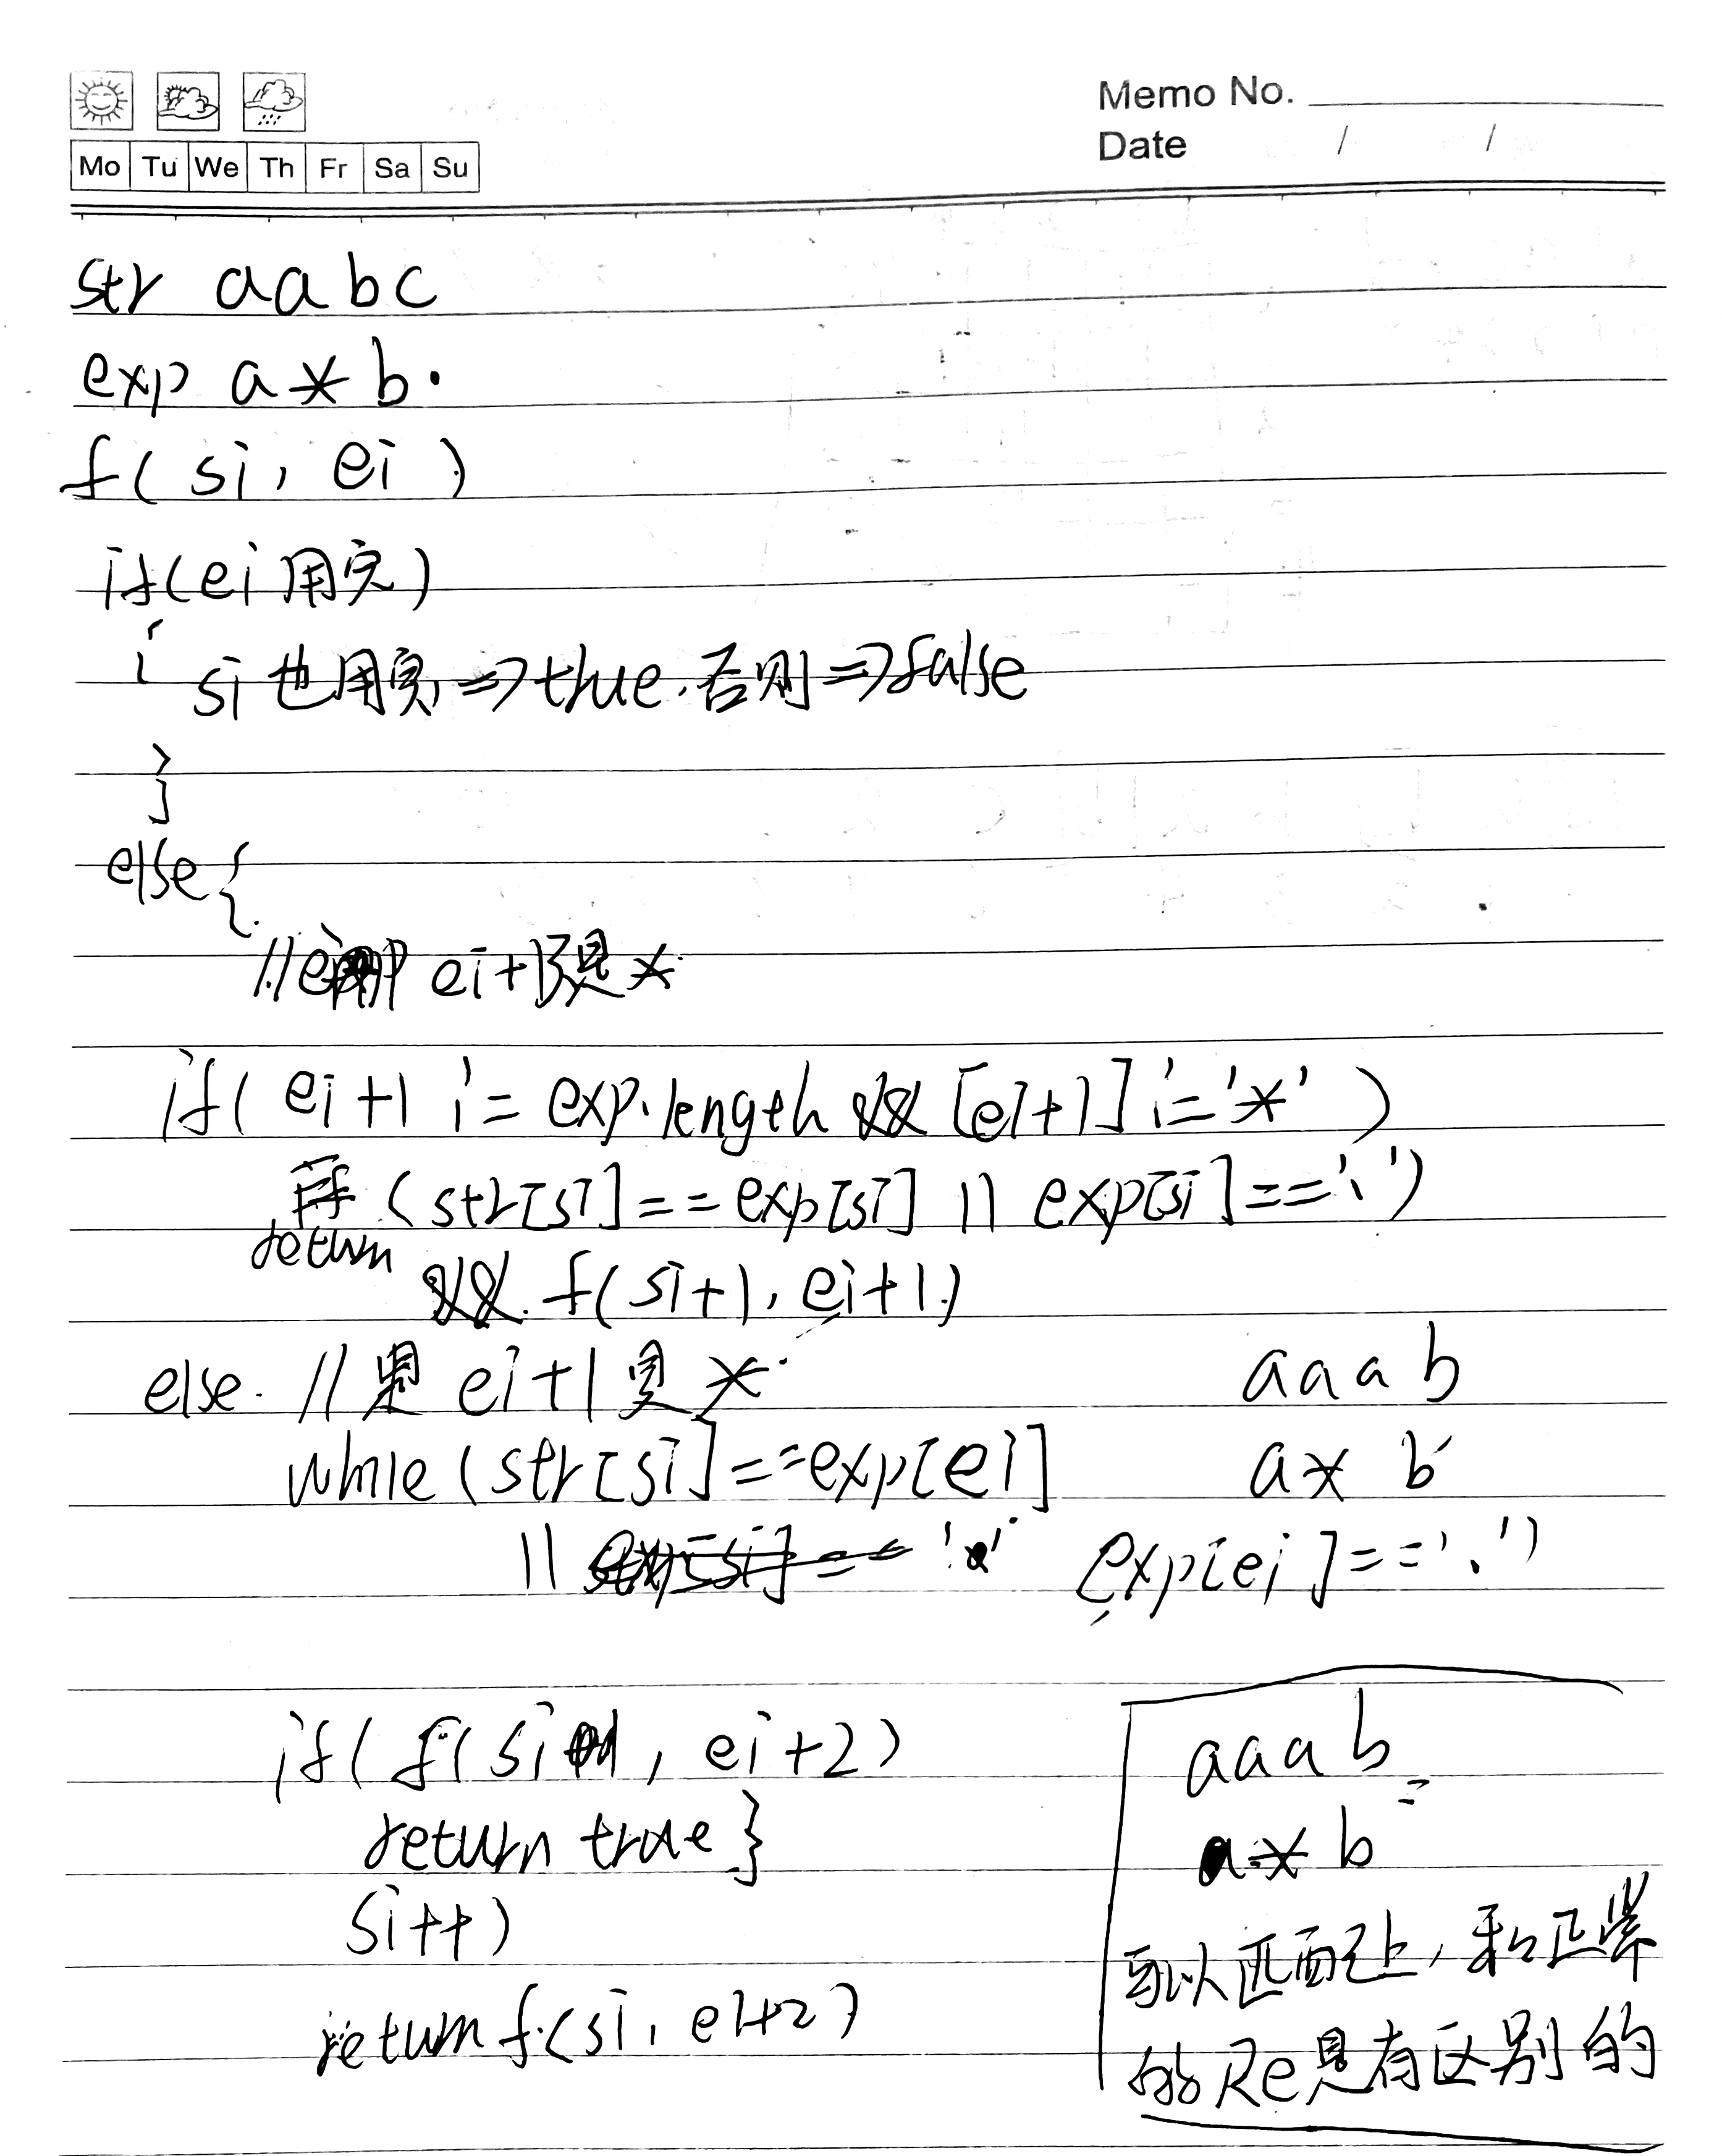 Memo No.
Date / /
Mo Tu We Th Fr Sa Su
str aabc
exp a*b.
f( si, ei )
if(ei用完)
{
si也用完 => true. 否则 => false
}
else {
// ei+1 是 *
if( ei+1 != exp.length && [ei+1] != '*' )
return (str[si]==exp[si] || exp[si]=='.')
&& f( si+1, ei+1)
else // 是 ei+1 是 *
aaab
while (str[si]==exp[ei]
a* b
|| exp[ei]=='.')
if( f( si, ei+2)
return true }
si++)
return f(si, ei+2)
aaab
a*b
可以匹配上,和正常
的Re是有区别的